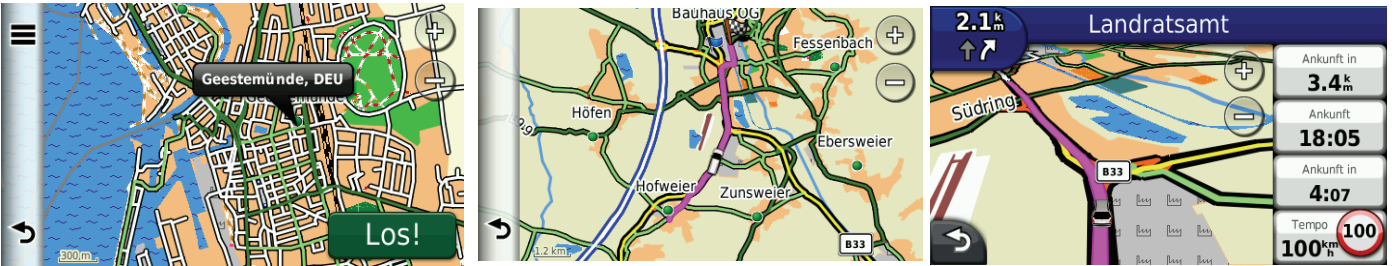 Geestemünde, DEU
Los!
300 m
Bauhaus OG
Fessenbach
Höfen
Ebersweier
Hofweier
Zunsweier
B33
1.2 km
2.1 km
Landratsamt
Südring
B33
Ankunft in
3.4 km
Ankunft
18:05
Ankunft in
4:07
Tempo
100 km/h
100